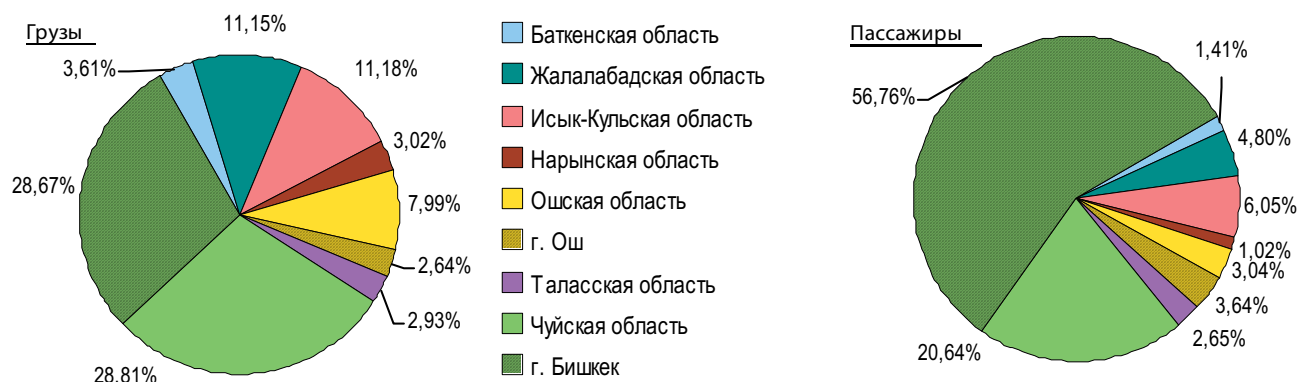 Грузы
11,15%
3,61%
11,18%
3,02%
28,67%
7,99%
2,64%
2,93%
28,81%
Баткенская область
Жалалабадская область
Исык-Кульская область
Нарынская область
Ошская область
г. Ош
Таласская область
Чуйская область
г. Бишкек
Пассажиры
1,41%
56,76%
4,80%
6,05%
1,02%
3,04%
3,64%
2,65%
20,64%